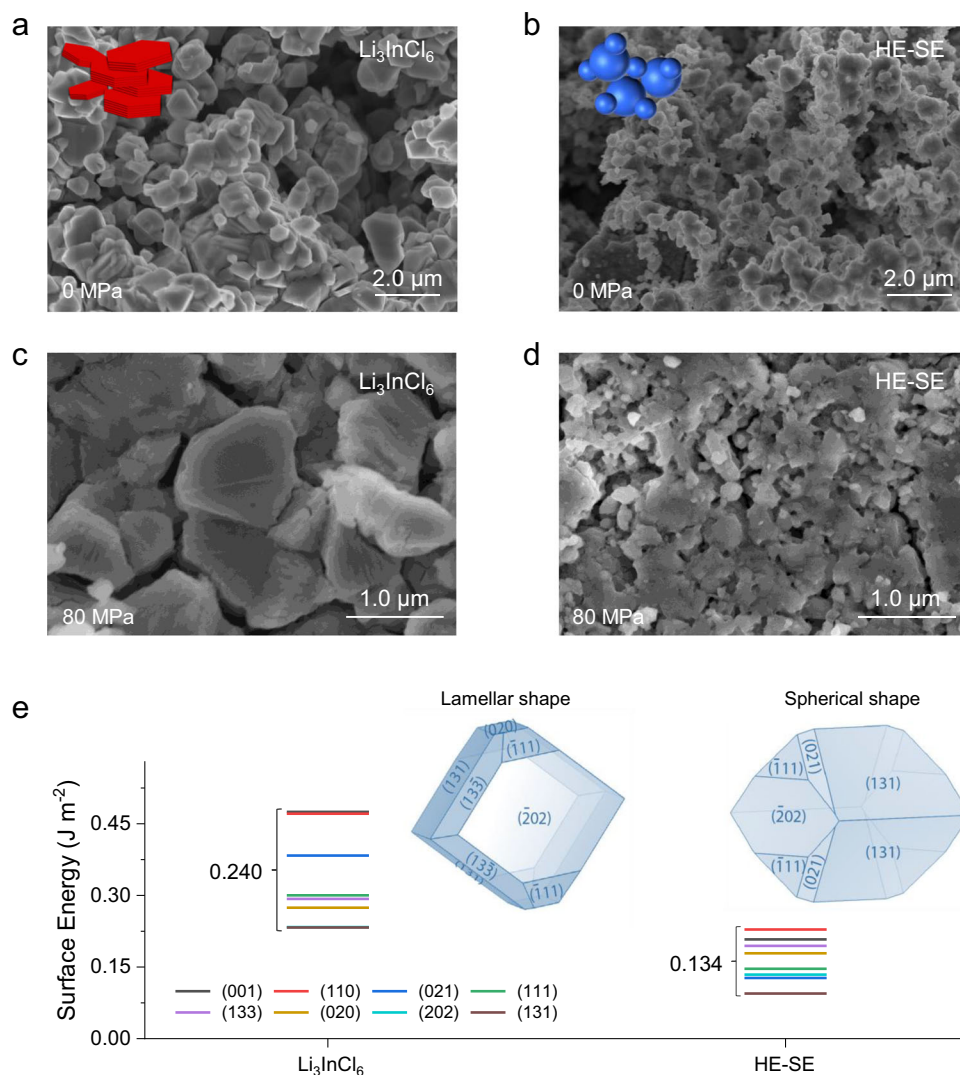 a
Li₃InCl₆
0 MPa
2.0 μm
b
HE-SE
0 MPa
2.0 μm
c
Li₃InCl₆
80 MPa
1.0 μm
d
HE-SE
80 MPa
1.0 μm
e
Lamellar shape
(020)
(1̅11)
(131)
(133̅)
(2̅02)
(133̅)
(1̅11)
Spherical shape
(021)
(1̅11)
(131)
(2̅02)
(1̅11)
(021)
(131)
Surface Energy (J m⁻²)
0.45
0.30
0.15
0.00
0.240
0.134
(001) (110) (021) (111)
(133) (020) (202) (131)
Li₃InCl₆
HE-SE